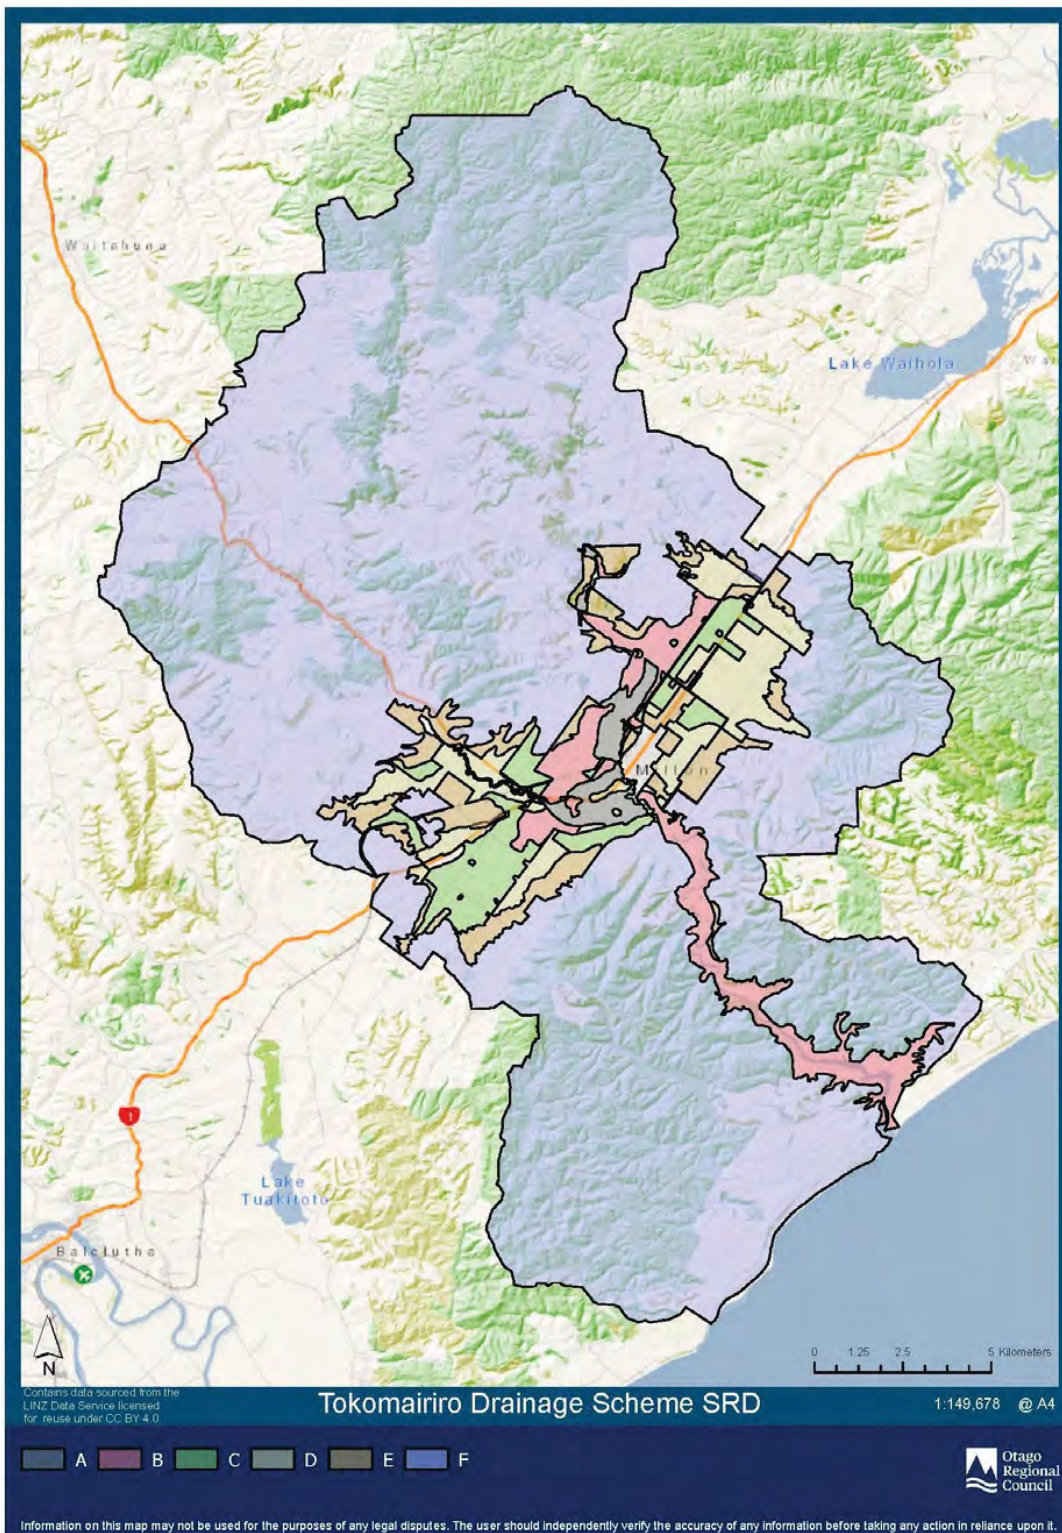 Waitahuna
Lake Waihola
Milton
1
Lake
Tuakitoto
Balclutha
N
0 1.25 2.5 5 Kilometers
Contains data sourced from the
LINZ Data Service licensed
for reuse under CC BY 4.0
Tokomairiro Drainage Scheme SRD
1:149,678 @ A4
A B C D E F
Otago
Regional
Council
Information on this map may not be used for the purposes of any legal disputes. The user should independently verify the accuracy of any information before taking any action in reliance upon it